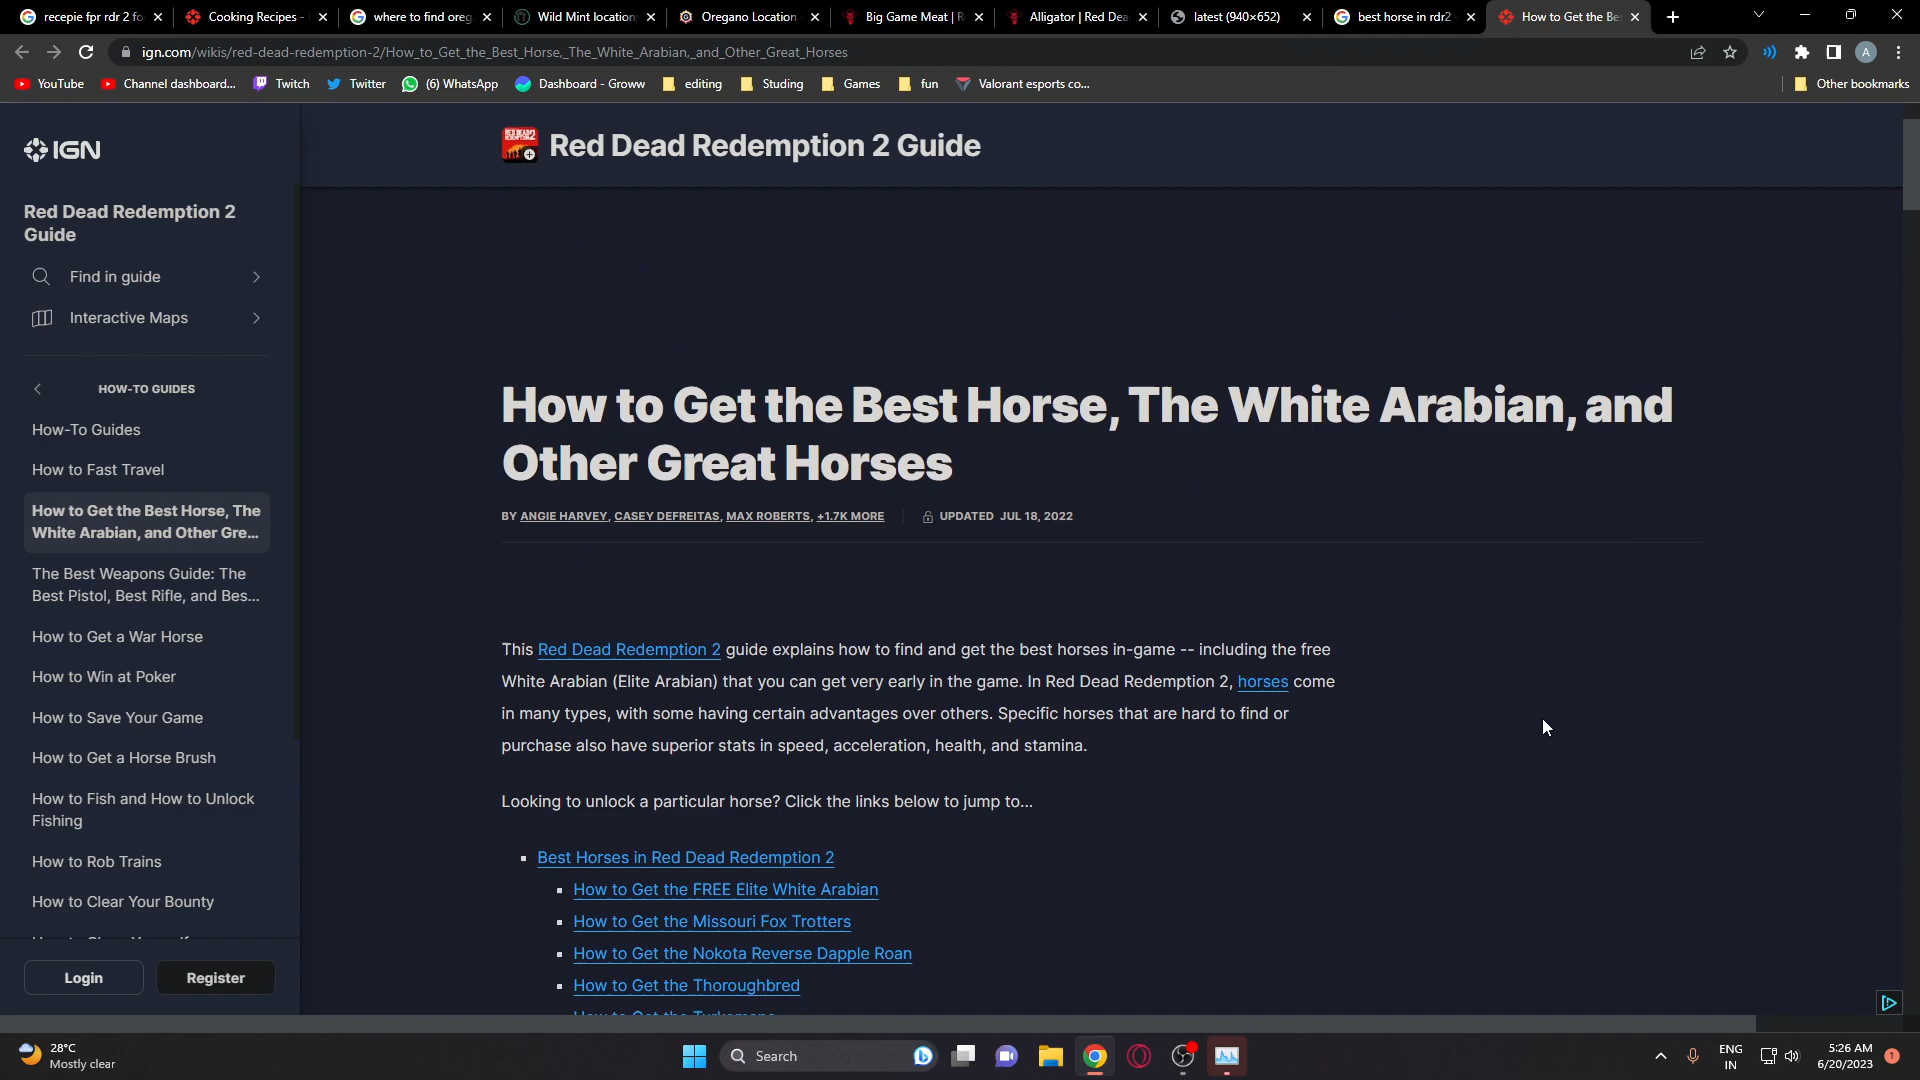 recepie fpr rdr 2 fo
Cooking Recipes -
where to find oreg
Wild Mint location
Oregano Location
Big Game Meat | R
Alligator | Red Dea
latest (940×652)
best horse in rdr2
How to Get the Be
ign.com/wikis/red-dead-redemption-2/How_to_Get_the_Best_Horse,_The_White_Arabian,_and_Other_Great_Horses
A
YouTube
Channel dashboard...
Twitch
Twitter
(6) WhatsApp
Dashboard - Groww
editing
Studing
Games
fun
Valorant esports co...
Other bookmarks
IGN
Red Dead Redemption 2 Guide
Red Dead Redemption 2
Guide
Find in guide
Interactive Maps
HOW-TO GUIDES
How-To Guides
How to Fast Travel
How to Get the Best Horse, The
White Arabian, and Other Gre...
The Best Weapons Guide: The
Best Pistol, Best Rifle, and Bes...
How to Get a War Horse
How to Win at Poker
How to Save Your Game
How to Get a Horse Brush
How to Fish and How to Unlock
Fishing
How to Rob Trains
How to Clear Your Bounty
Login
Register
How to Get the Best Horse, The White Arabian, and
Other Great Horses
BY ANGIE HARVEY, CASEY DEFREITAS, MAX ROBERTS, +1.7K MORE
UPDATED JUL 18, 2022
This Red Dead Redemption 2 guide explains how to find and get the best horses in-game -- including the free
White Arabian (Elite Arabian) that you can get very early in the game. In Red Dead Redemption 2, horses come
in many types, with some having certain advantages over others. Specific horses that are hard to find or
purchase also have superior stats in speed, acceleration, health, and stamina.
Looking to unlock a particular horse? Click the links below to jump to...
Best Horses in Red Dead Redemption 2
How to Get the FREE Elite White Arabian
How to Get the Missouri Fox Trotters
How to Get the Nokota Reverse Dapple Roan
How to Get the Thoroughbred
28°C
Mostly clear
Search
ENG
IN
5:26 AM
6/20/2023
1